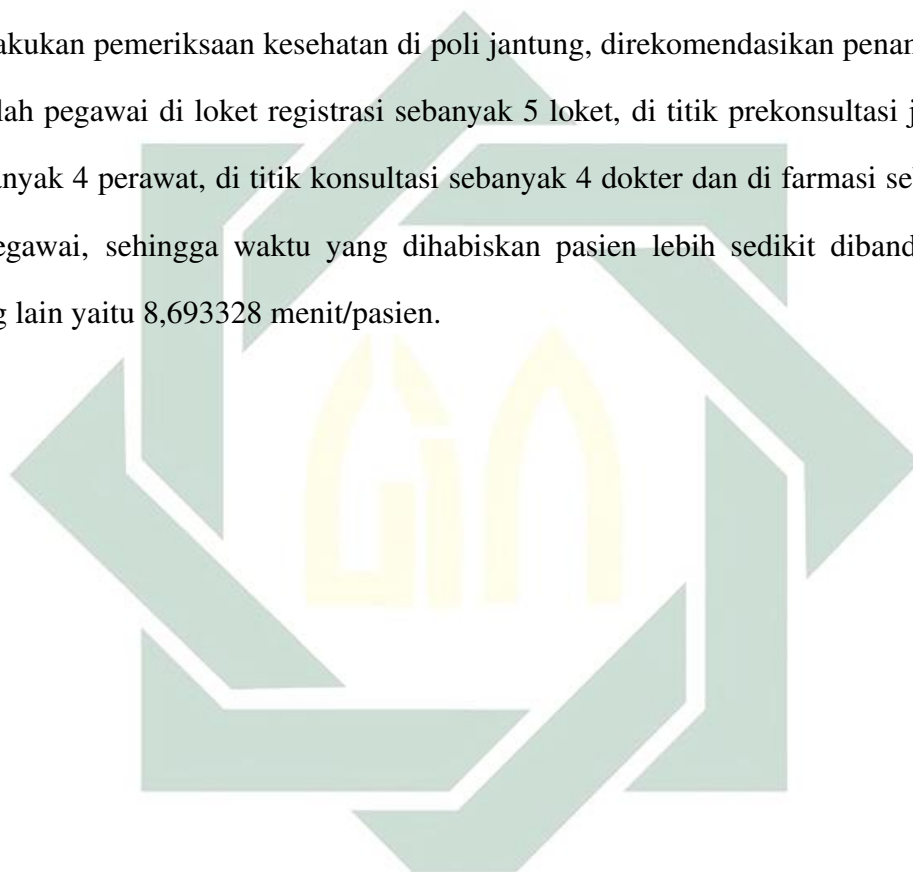 akukan pemeriksaan kesehatan di poli jantung, direkomendasikan penam
lah pegawai di loket registrasi sebanyak 5 loket, di titik prekonsultasi j
anyak 4 perawat, di titik konsultasi sebanyak 4 dokter dan di farmasi se
egawai, sehingga waktu yang dihabiskan pasien lebih sedikit diband
g lain yaitu 8,693328 menit/pasien.